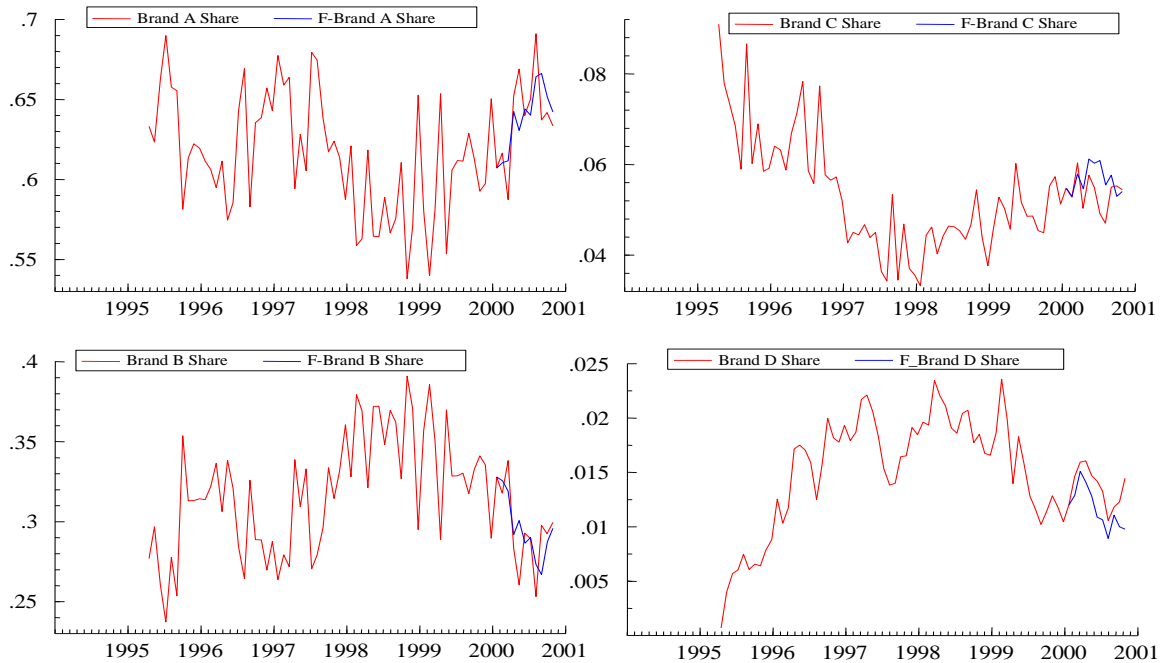 Brand A Share F-Brand A Share
.7
.65
.6
.55
1995 1996 1997 1998 1999 2000 2001
Brand C Share F-Brand C Share
.08
.06
.04
1995 1996 1997 1998 1999 2000 2001
Brand B Share F-Brand B Share
.4
.35
.3
.25
1995 1996 1997 1998 1999 2000 2001
Brand D Share F_Brand D Share
.025
.02
.015
.01
.005
1995 1996 1997 1998 1999 2000 2001